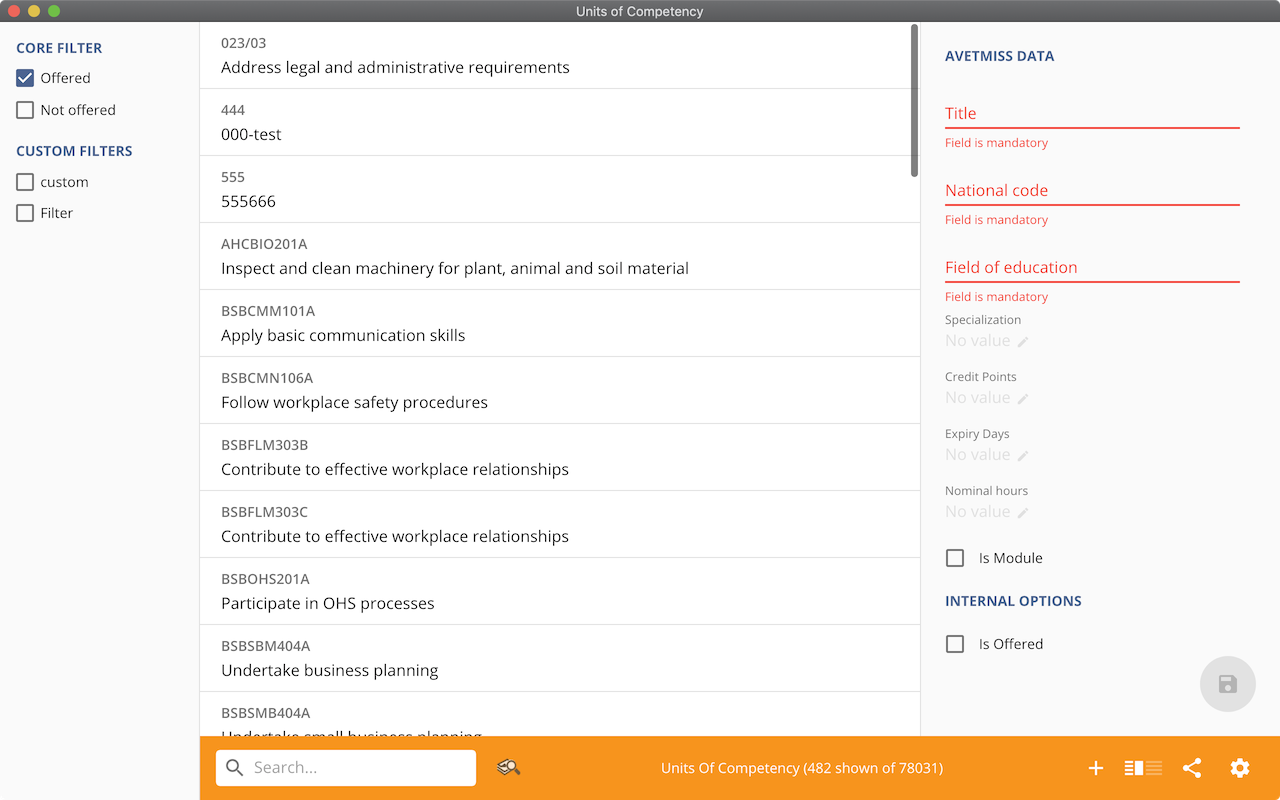 Units of Competency
CORE FILTER
Offered
Not offered
CUSTOM FILTERS
custom
Filter
023/03
Address legal and administrative requirements
444
000-test
555
555666
AHCBIO201A
Inspect and clean machinery for plant, animal and soil material
BSBCMM101A
Apply basic communication skills
BSBCMN106A
Follow workplace safety procedures
BSBFLM303B
Contribute to effective workplace relationships
BSBFLM303C
Contribute to effective workplace relationships
BSBOHS201A
Participate in OHS processes
BSBSBM404A
Undertake business planning
BSBSMB404A
Undertake small business planning
AVETMISS DATA
Title
Field is mandatory
National code
Field is mandatory
Field of education
Field is mandatory
Specialization
No value
Credit Points
No value
Expiry Days
No value
Nominal hours
No value
Is Module
INTERNAL OPTIONS
Is Offered
Search...
Units Of Competency (482 shown of 78031)